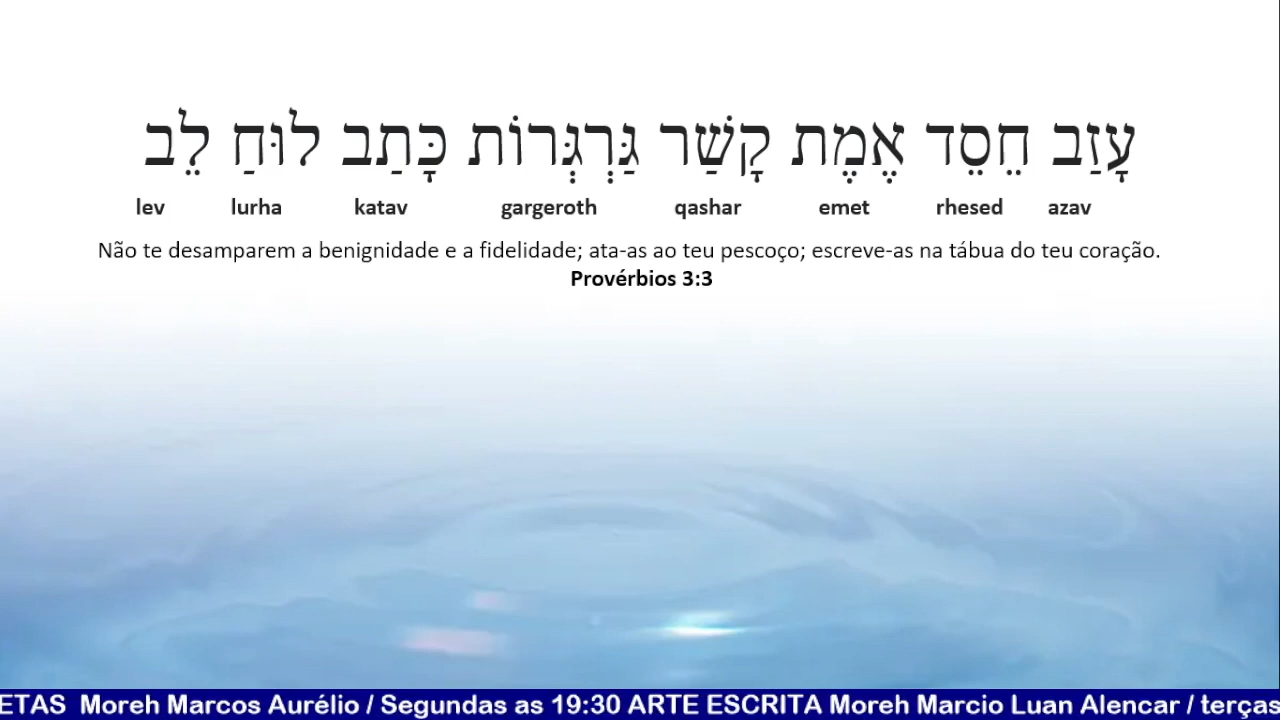 עָזַב חֵסֵד אֶמֶת קָשַׁר גַּרְגְּרוֹת כָּתַב לוּחַ לֵב
lev lurha katav gargeroth qashar emet rhesed azav
Não te desamparem a benignidade e a fidelidade; ata-as ao teu pescoço; escreve-as na tábua do teu coração.
Provérbios 3:3
ETAS Moreh Marcos Aurélio / Segundas as 19:30 ARTE ESCRITA Moreh Marcio Luan Alencar / terças